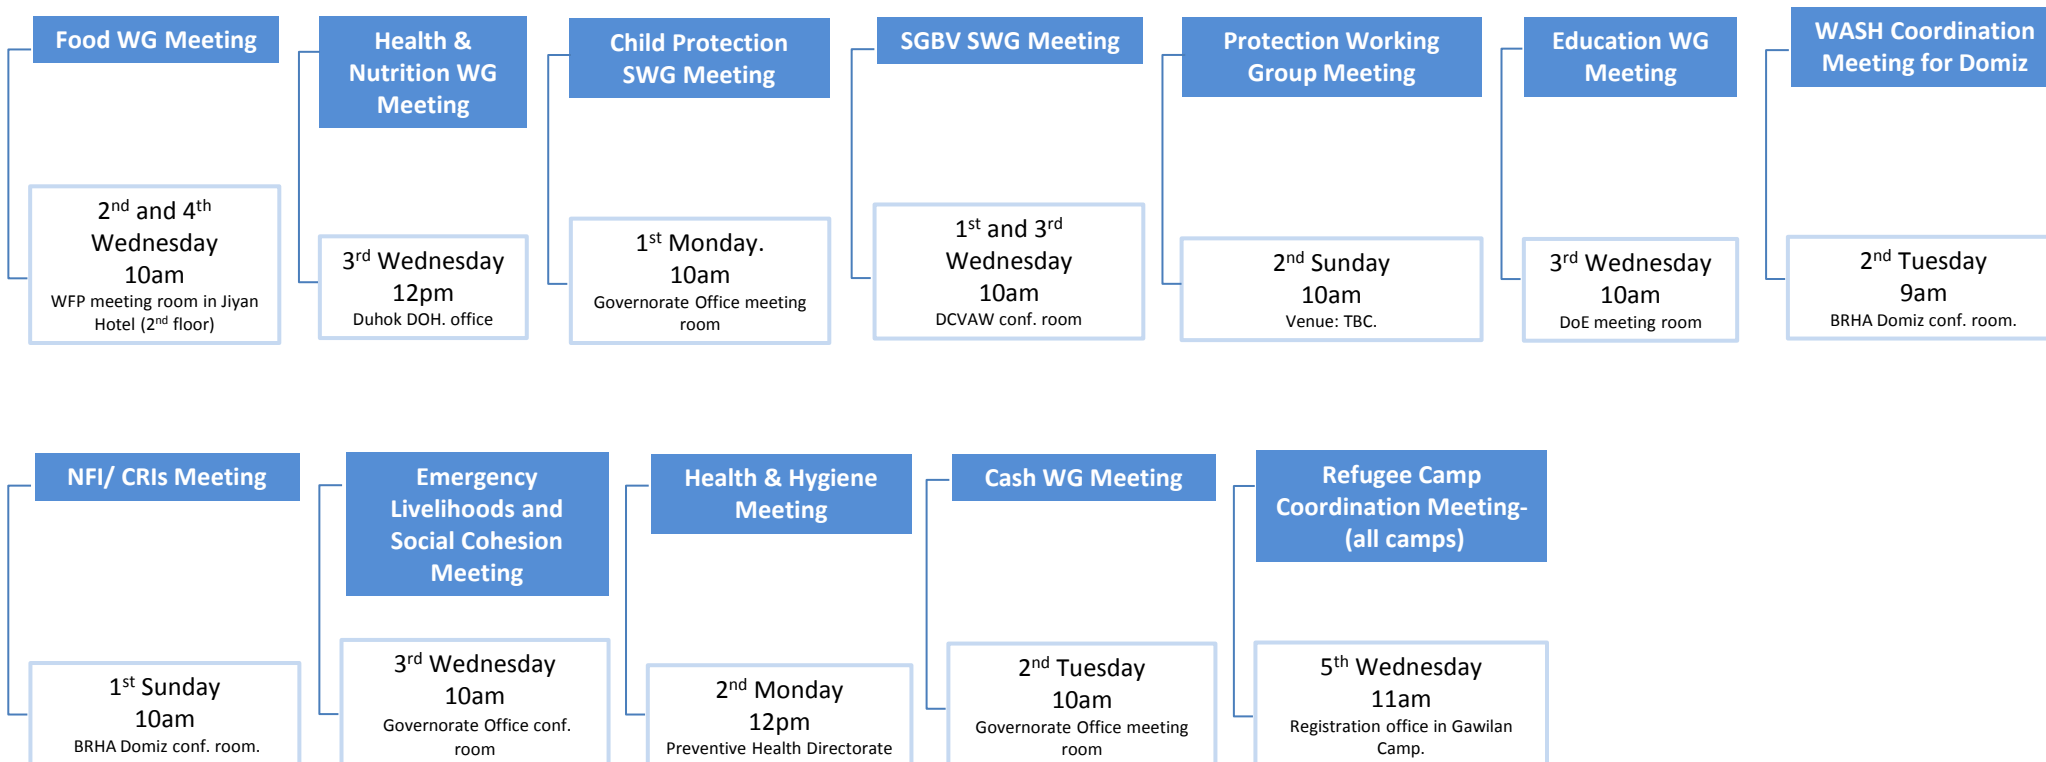 Food WG Meeting
2nd and 4th
Wednesday
10am
WFP meeting room in Jiyan
Hotel (2nd floor)
Health &
Nutrition WG
Meeting
3rd Wednesday
12pm
Duhok DOH. office
Child Protection
SWG Meeting
1st Monday.
10am
Governorate Office meeting
room
SGBV SWG Meeting
1st and 3rd
Wednesday
10am
DCVAW conf. room
Protection Working
Group Meeting
2nd Sunday
10am
Venue: TBC.
Education WG
Meeting
3rd Wednesday
10am
DoE meeting room
WASH Coordination
Meeting for Domiz
2nd Tuesday
9am
BRHA Domiz conf. room.
NFI/ CRIs Meeting
1st Sunday
10am
BRHA Domiz conf. room.
Emergency
Livelihoods and
Social Cohesion
Meeting
3rd Wednesday
10am
Governorate Office conf.
room
Health & Hygiene
Meeting
2nd Monday
12pm
Preventive Health Directorate
Cash WG Meeting
2nd Tuesday
10am
Governorate Office meeting
room
Refugee Camp
Coordination Meeting-
(all camps)
5th Wednesday
11am
Registration office in Gawilan
Camp.